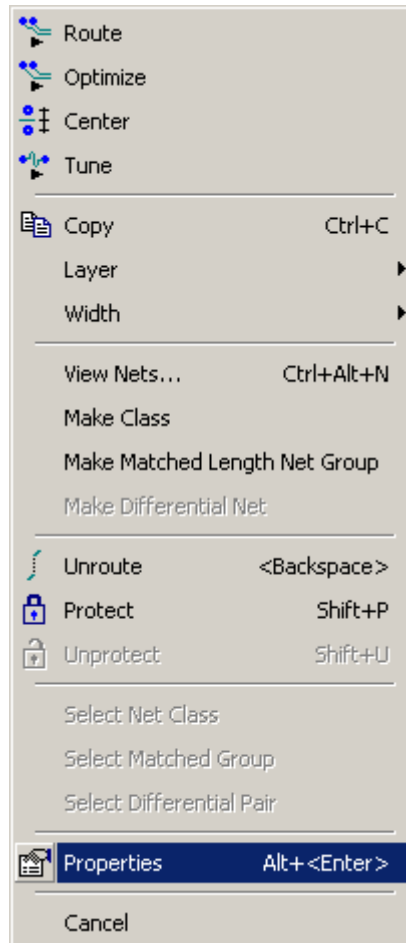 Route
Optimize
Center
Tune
Copy Ctrl+C
Layer
Width
View Nets... Ctrl+Alt+N
Make Class
Make Matched Length Net Group
Make Differential Net
Unroute <Backspace>
Protect Shift+P
Unprotect Shift+U
Select Net Class
Select Matched Group
Select Differential Pair
Properties Alt+<Enter>
Cancel